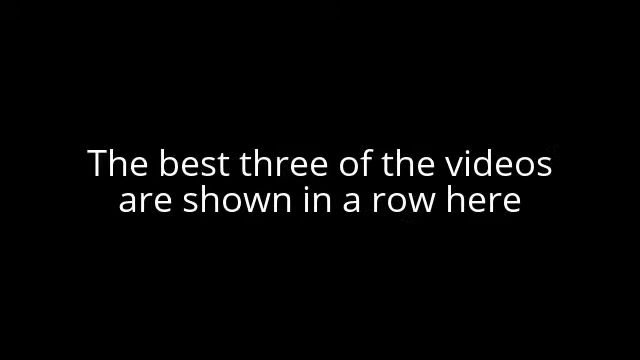 The best three of the videos
are shown in a row here